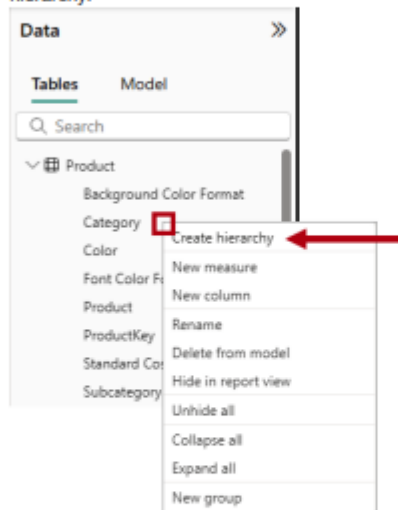 hierarchy.
Data
Tables Model
Search
Product
Background Color Format
Category
Create hierarchy
Color
New measure
Font Color Fo
New column
Product
Rename
ProductKey
Delete from model
Standard Cos
Hide in report view
Subcategory
Unhide all
Collapse all
Expand all
New group